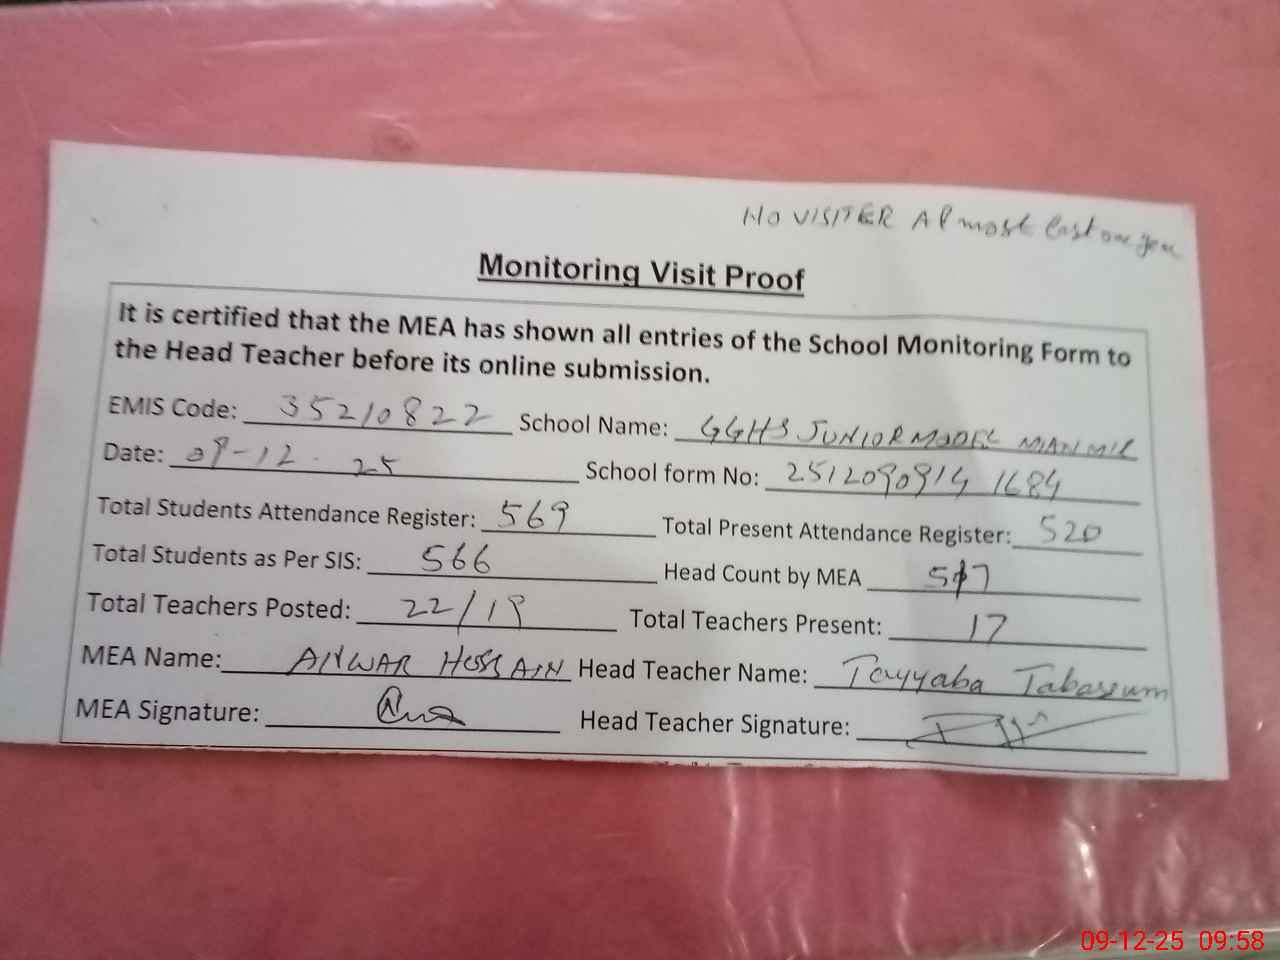 NO VISITER Almost last one year
Monitoring Visit Proof
It is certified that the MEA has shown all entries of the School Monitoring Form to
the Head Teacher before its online submission.
EMIS Code: 35210822 School Name: GGHS JUNIOR MODEL MIAN MIR
Date: 09-12-25 School form No: 2512090914 1684
Total Students Attendance Register: 569 Total Present Attendance Register: 520
Total Students as Per SIS: 566 Head Count by MEA 517
Total Teachers Posted: 22/19 Total Teachers Present: 17
MEA Name: ANWAR HUSSAIN Head Teacher Name: Tayyaba Tabassum
MEA Signature: Head Teacher Signature:
09-12-25 09:58